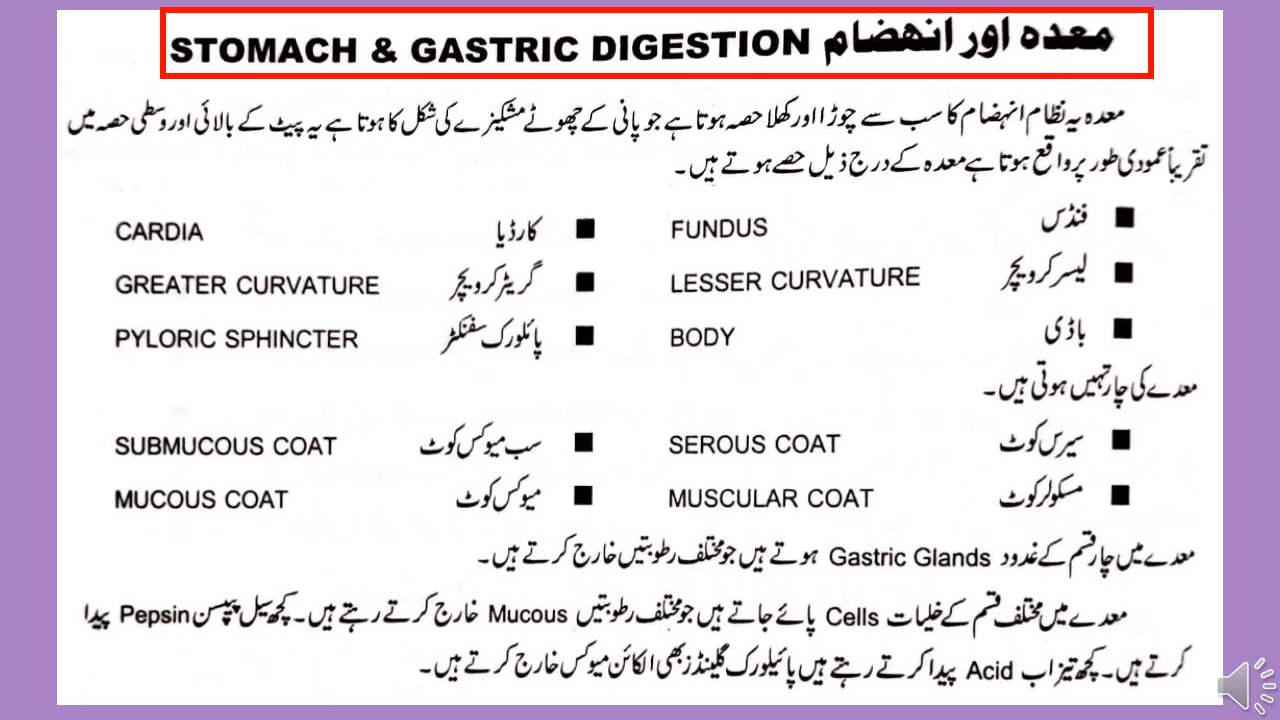 STOMACH & GASTRIC DIGESTION معدہ اور انھضام
معدہ یہ نظام انہضام کا سب سے چوڑا اور کھلا حصہ ہوتا ہے جو پانی کے چھوٹے مشکیزے کی شکل کا ہوتا ہے یہ پیٹ کے بالائی اور وسطی حصہ میں
تقریباً عمودی طور پر واقع ہوتا ہے معدہ کے درج ذیل حصے ہوتے ہیں۔
■ فنڈس FUNDUS ■ کارڈیا CARDIA
■ لیسر کرویچر LESSER CURVATURE ■ گریٹر کرویچر GREATER CURVATURE
■ باڈی BODY ■ پائلورک سفنکٹر PYLORIC SPHINCTER
معدے کی چار تہیں ہوتی ہیں۔
■ سیرس کوٹ SEROUS COAT ■ سب میوکس کوٹ SUBMUCOUS COAT
■ مسکولر کوٹ MUSCULAR COAT ■ میوکس کوٹ MUCOUS COAT
معدے میں چار قسم کے غدود Gastric Glands ہوتے ہیں جو مختلف رطوبتیں خارج کرتے ہیں۔
معدے میں مختلف قسم کے خلیات Cells پائے جاتے ہیں جو مختلف رطوبتیں Mucous خارج کرتے رہتے ہیں۔ کچھ سیل پیپسن Pepsin پیدا
کرتے ہیں۔ کچھ تیزاب Acid پیدا کرتے رہتے ہیں پائیلورک گلینڈز بھی الکائن میوکس خارج کرتے ہیں۔